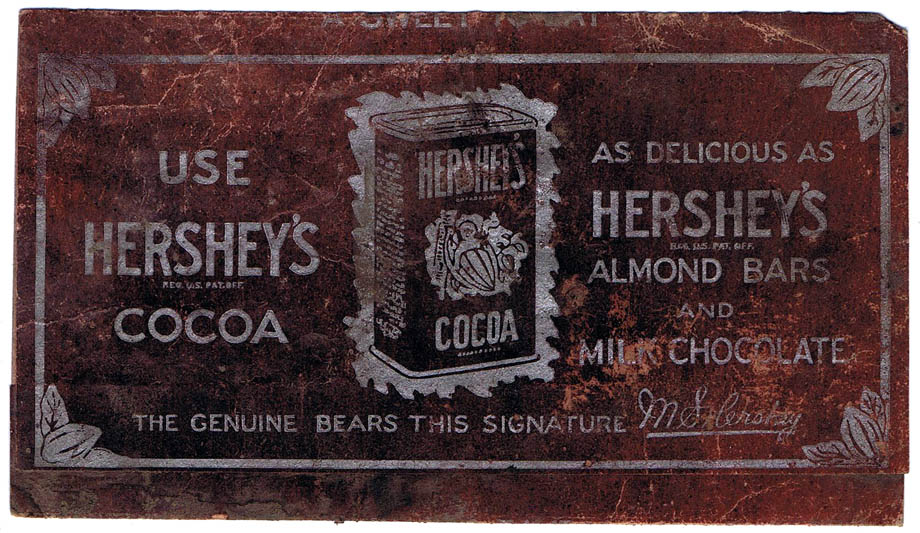 USE
HERSHEY'S
REG. U.S. PAT. OFF.
COCOA
HERSHEY'S
COCOA
AS DELICIOUS AS
HERSHEY'S
REG. U.S. PAT. OFF.
ALMOND BARS
AND
MILK CHOCOLATE
THE GENUINE BEARS THIS SIGNATURE M.S. Hershey